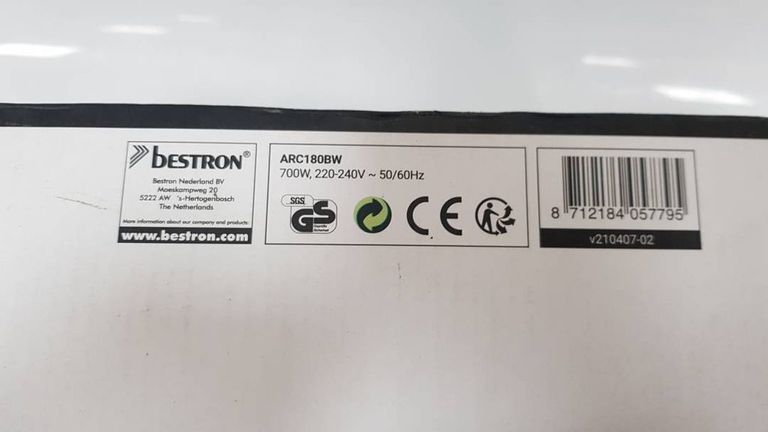 BESTRON®
Bestron Nederland BV
Moeskampweg 20
5222 AW 's-Hertogenbosch
The Netherlands
More information about our company and products:
www.bestron.com
ARC180BW
700W, 220-240V ~ 50/60Hz
SGS
GS
CE
8 712184 057795
v210407-02